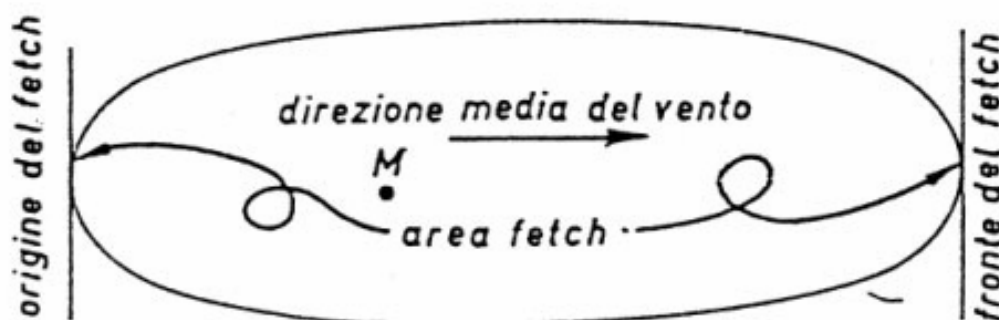 origine del fetch
direzione media del vento
M
area fetch
fronte del fetch